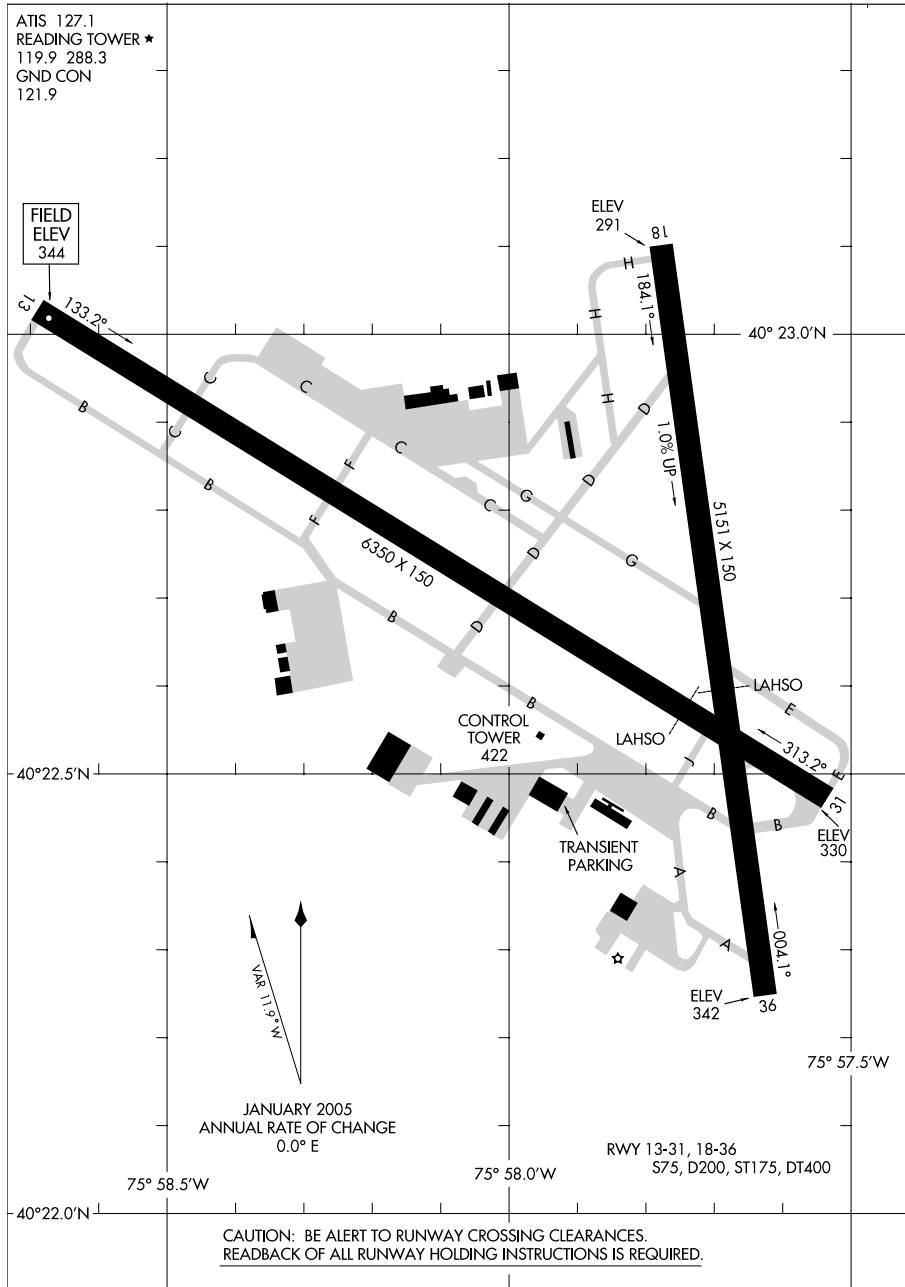 ATIS 127.1
READING TOWER ★
119.9 288.3
GND CON
121.9
FIELD
ELEV
344
ELEV
291
18
H
184.1°
H
H
13
133.2°
40° 23.0'N
C
C
B
C
C
D
1.0% UP
F
B
C
G
D
F
5151 X 150
6350 X 150
D
G
B
D
LAHSO
B
E
CONTROL
TOWER
422
LAHSO
313.2°
40°22.5'N
J
E
31
B
B
ELEV
330
TRANSIENT
PARKING
A
A
004.1°
ELEV
342
36
VAR 11.9° W
75° 57.5'W
JANUARY 2005
ANNUAL RATE OF CHANGE
0.0° E
RWY 13-31, 18-36
S75, D200, ST175, DT400
75° 58.5'W
75° 58.0'W
40°22.0'N
CAUTION: BE ALERT TO RUNWAY CROSSING CLEARANCES.
READBACK OF ALL RUNWAY HOLDING INSTRUCTIONS IS REQUIRED.